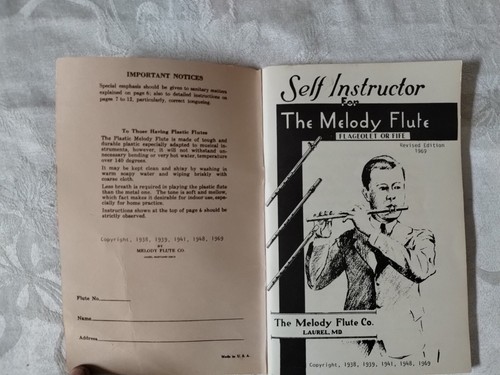 IMPORTANT NOTICES
Special emphasis should be given to sanitary matters
explained on page 6; also to detailed instructions on
pages 7 to 12, particularly, correct tongueing.
To Those Having Plastic Flutes
The Plastic Melody Flute is made of tough and
durable plastic especially adapted to musical in-
struments, however, it will not withstand un-
necessary bending or very hot water, temperature
over 140 degrees.
It may be kept clean and shiny by washing in
warm soapy water and wiping briskly with
coarse cloth.
Less breath is required in playing the plastic flute
than the metal one. The tone is soft and mellow,
which fact makes it desirable for indoor use, espe-
cially for home practice.
Instructions shown at the top of page 6 should be
strictly observed.
Copyright, 1938, 1939, 1941, 1948, 1969
BY
MELODY FLUTE CO.
Flute No.
Name
Address
Made in U. S. A.
Self Instructor
For
The Melody Flute
FLAGEOLET OR FIFE
Revised Edition
1969
The Melody Flute Co.
LAUREL, MD
Copyright, 1938, 1939, 1941, 1948, 1969